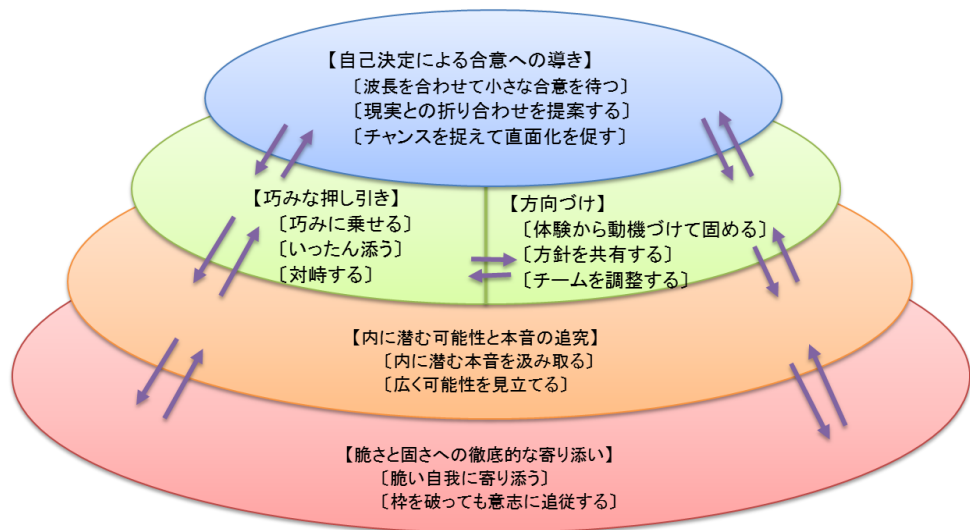 【自己決定による合意への導き】
〔波長を合わせて小さな合意を待つ〕
〔現実との折り合わせを提案する〕
〔チャンスを捉えて直面化を促す〕
【巧みな押し引き】
〔巧みに乗せる〕
〔いったん添う〕
〔対峙する〕
【方向づけ】
〔体験から動機づけて固める〕
〔方針を共有する〕
〔チームを調整する〕
【内に潜む可能性と本音の追究】
〔内に潜む本音を汲み取る〕
〔広く可能性を見立てる〕
【脆さと固さへの徹底的な寄り添い】
〔脆い自我に寄り添う〕
〔枠を破っても意志に追従する〕